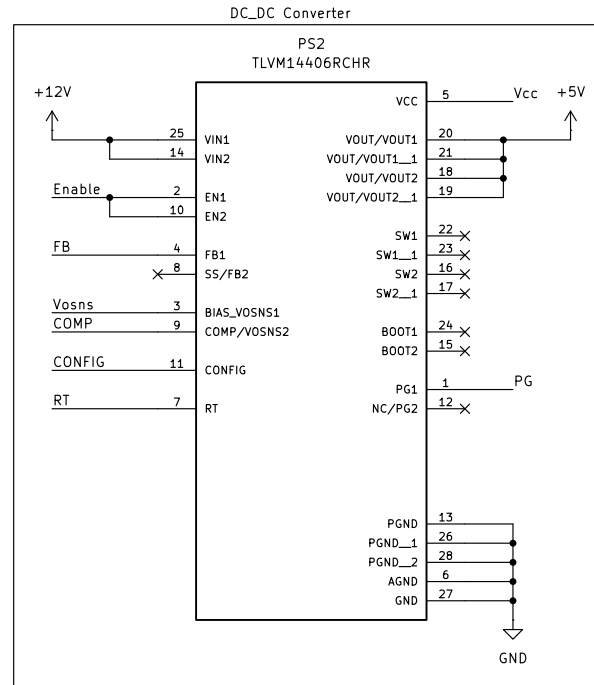 DC_DC Converter
PS2
TLVM14406RCHR
+12V
VCC 5 Vcc +5V
25 VIN1 VOUT/VOUT1 20
14 VIN2 VOUT/VOUT1__1 21
VOUT/VOUT2 18
Enable 2 EN1 VOUT/VOUT2__1 19
10 EN2
SW1 22
FB 4 FB1 SW1__1 23
8 SS/FB2 SW2 16
SW2__1 17
Vosns 3 BIAS_VOSNS1
COMP 9 COMP/VOSNS2 BOOT1 24
BOOT2 15
CONFIG 11 CONFIG
PG1 1 PG
RT 7 RT NC/PG2 12
PGND 13
PGND__1 26
PGND__2 28
AGND 6
GND 27
GND